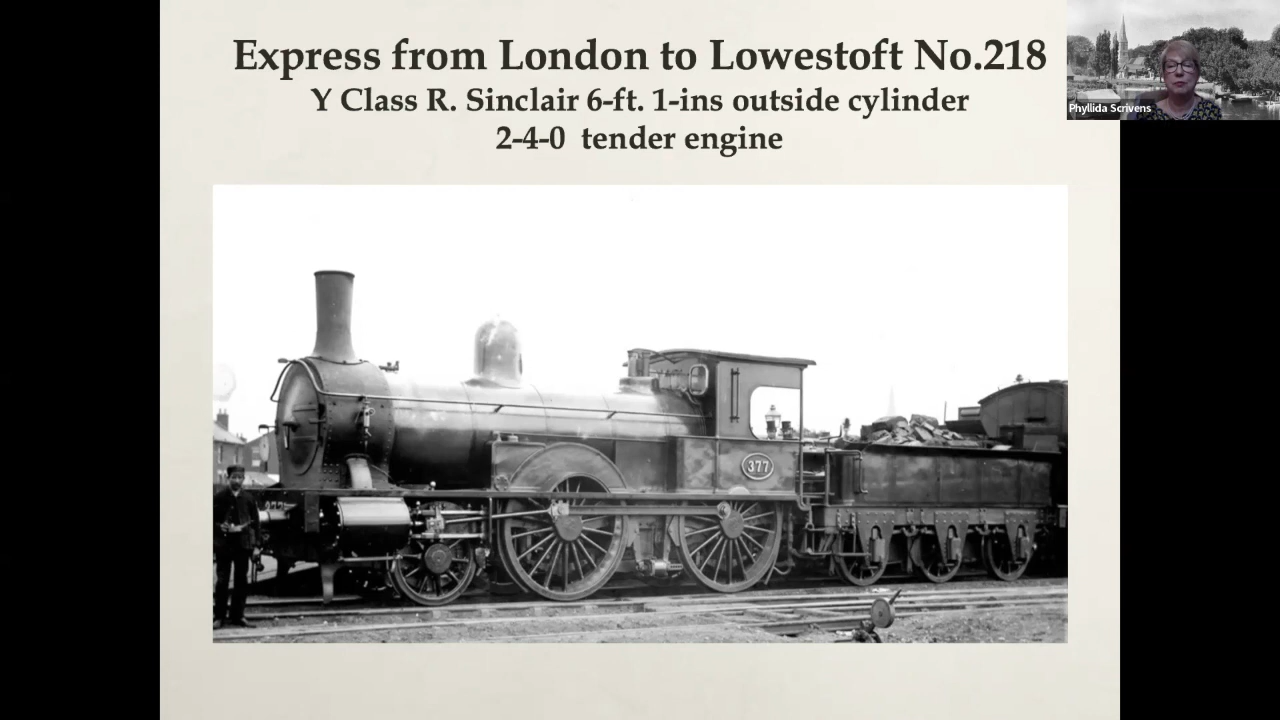 Express from London to Lowestoft No.218
Y Class R. Sinclair 6-ft. 1-ins outside cylinder
2-4-0 tender engine
Phyllida Scrivens
377